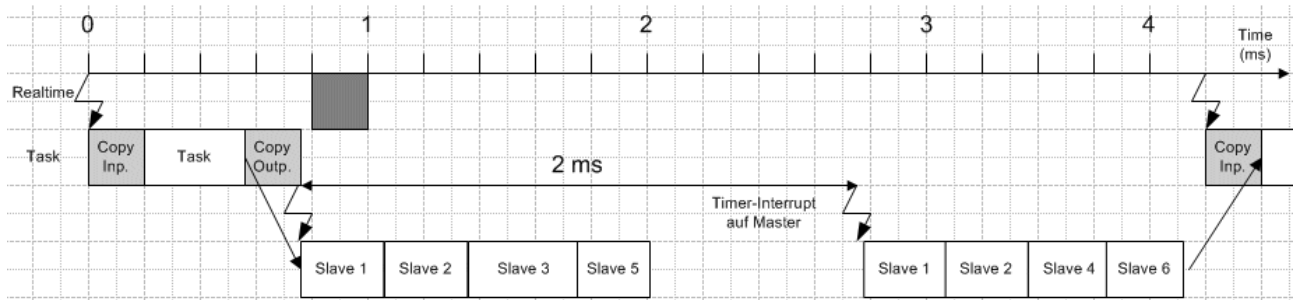 0 1 2 3 4
Time
(ms)
Realtime
Task
Copy
Inp.
Task
Copy
Outp.
2 ms
Copy
Inp.
Timer-Interrupt
auf Master
Slave 1 Slave 2 Slave 3 Slave 5 Slave 1 Slave 2 Slave 4 Slave 6